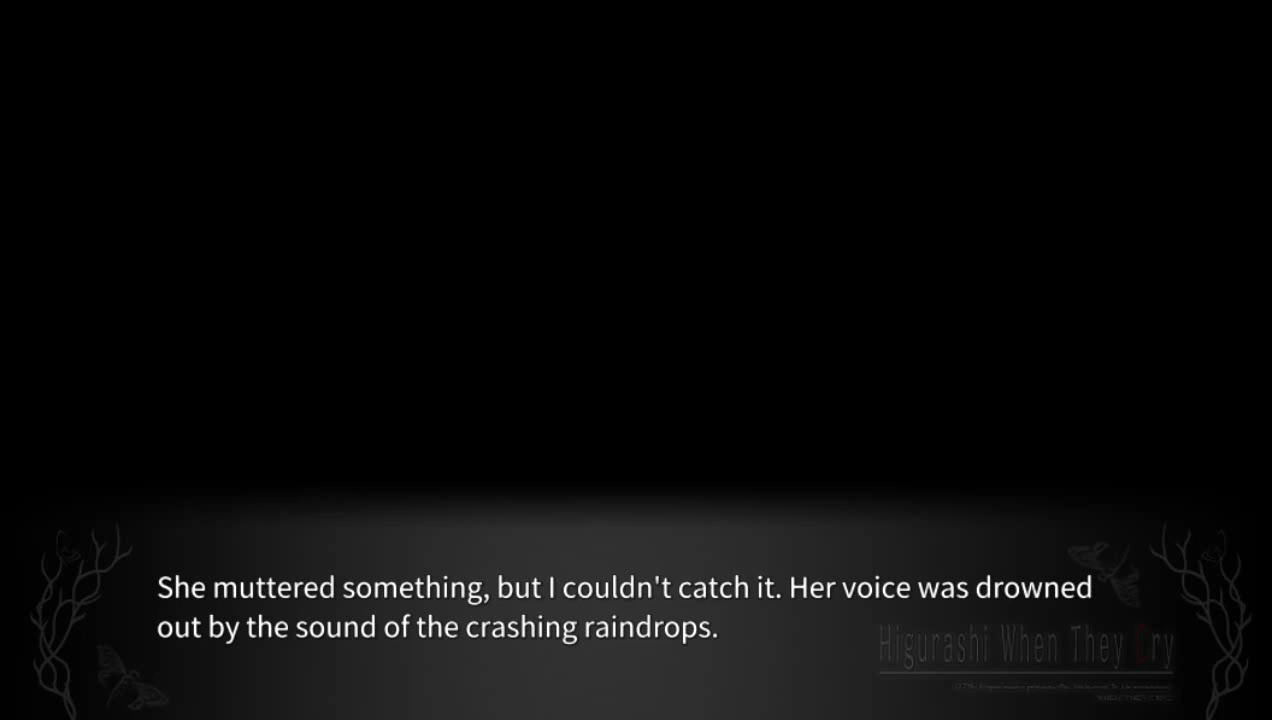 She muttered something, but I couldn't catch it. Her voice was drowned
out by the sound of the crashing raindrops.
Higurashi When They Cry